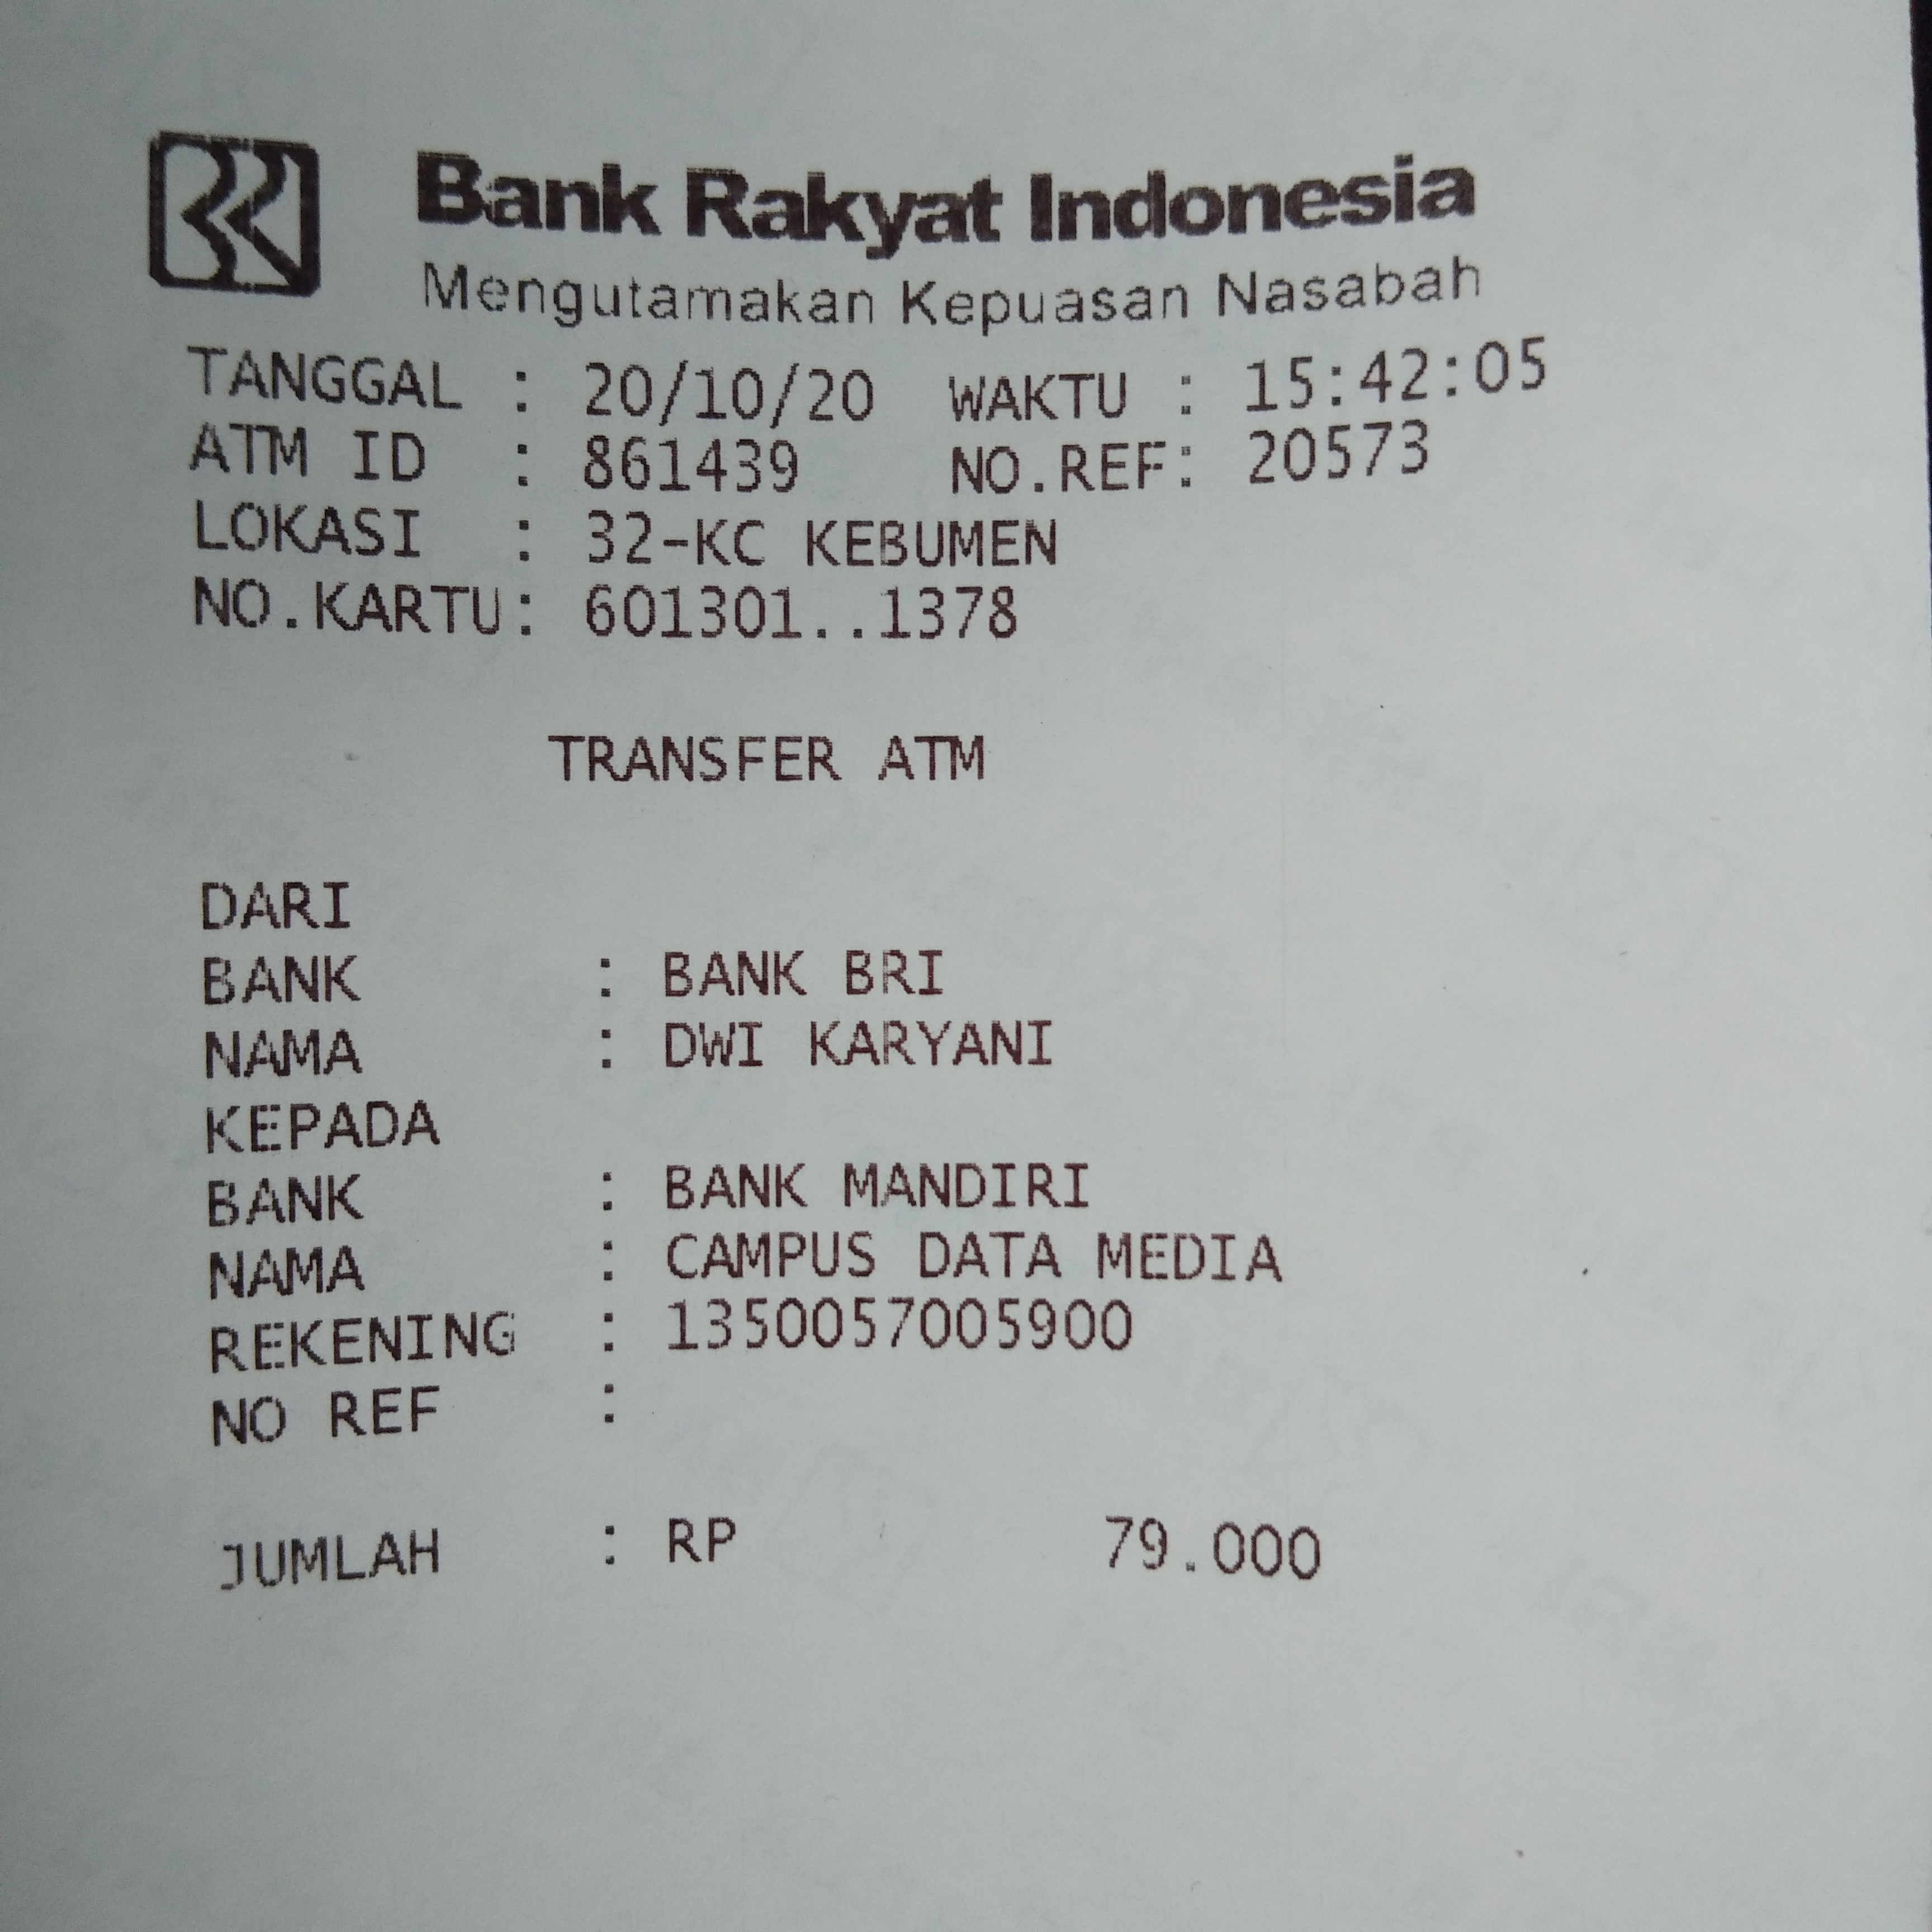 Bank Rakyat Indonesia
Mengutamakan Kepuasan Nasabah
TANGGAL : 20/10/20 WAKTU : 15:42:05
ATM ID : 861439 NO.REF: 20573
LOKASI : 32-KC KEBUMEN
NO.KARTU: 601301..1378
TRANSFER ATM
DARI
BANK : BANK BRI
NAMA : DWI KARYANI
KEPADA
BANK : BANK MANDIRI
NAMA : CAMPUS DATA MEDIA
REKENING : 1350057005900
NO REF :
JUMLAH : RP 79.000